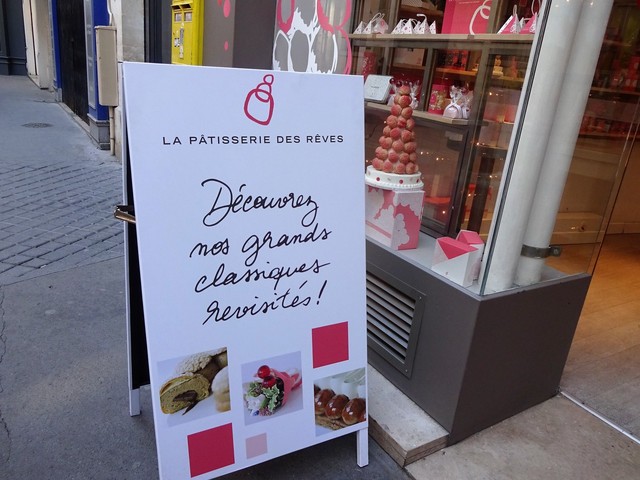 LA PÂTISSERIE DES RÊVES
Découvrez
nos grands
classiques
revisités !